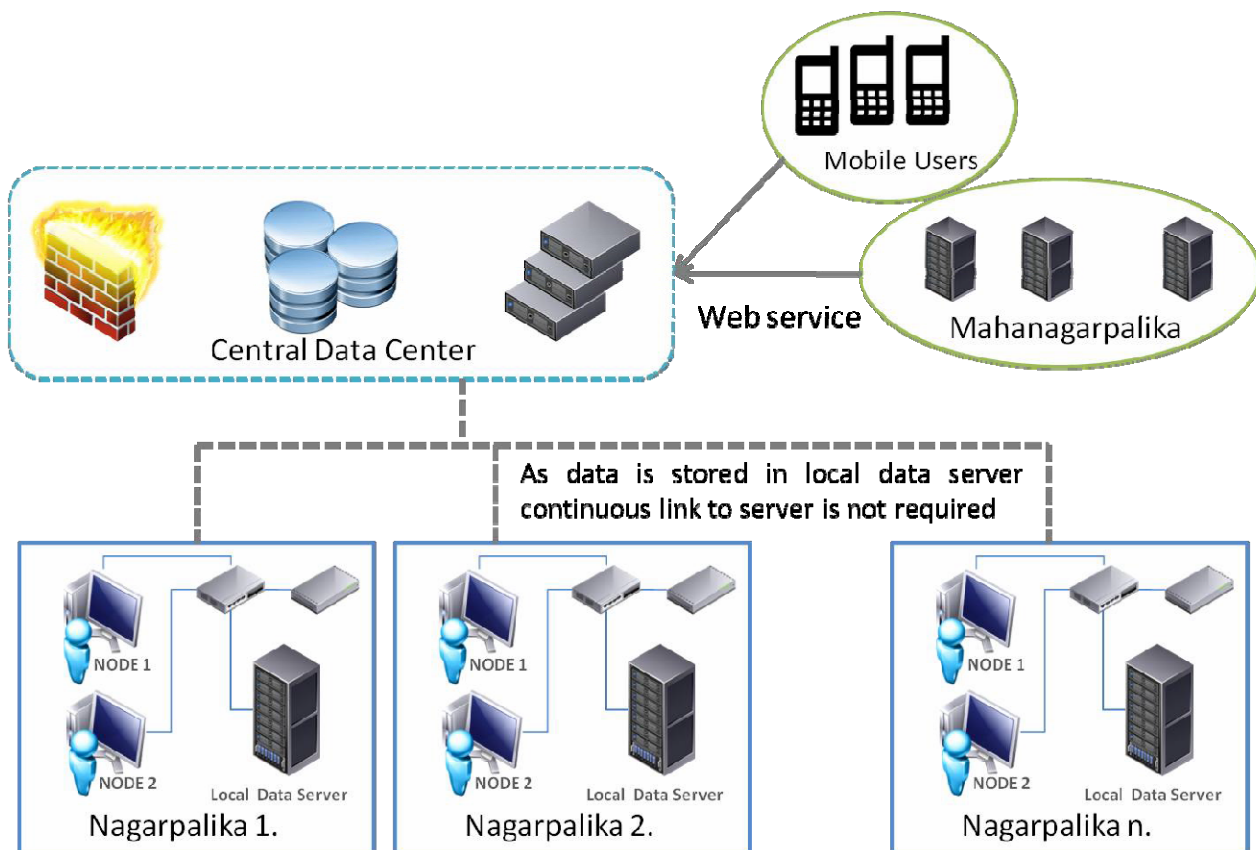 Mobile Users
Central Data Center
Web service
Mahanagarpalika
As data is stored in local data server
continuous link to server is not required
NODE 1
NODE 2
Local Data Server
Nagarpalika 1.
NODE 1
NODE 2
Local Data Server
Nagarpalika 2.
NODE 1
NODE 2
Local Data Server
Nagarpalika n.